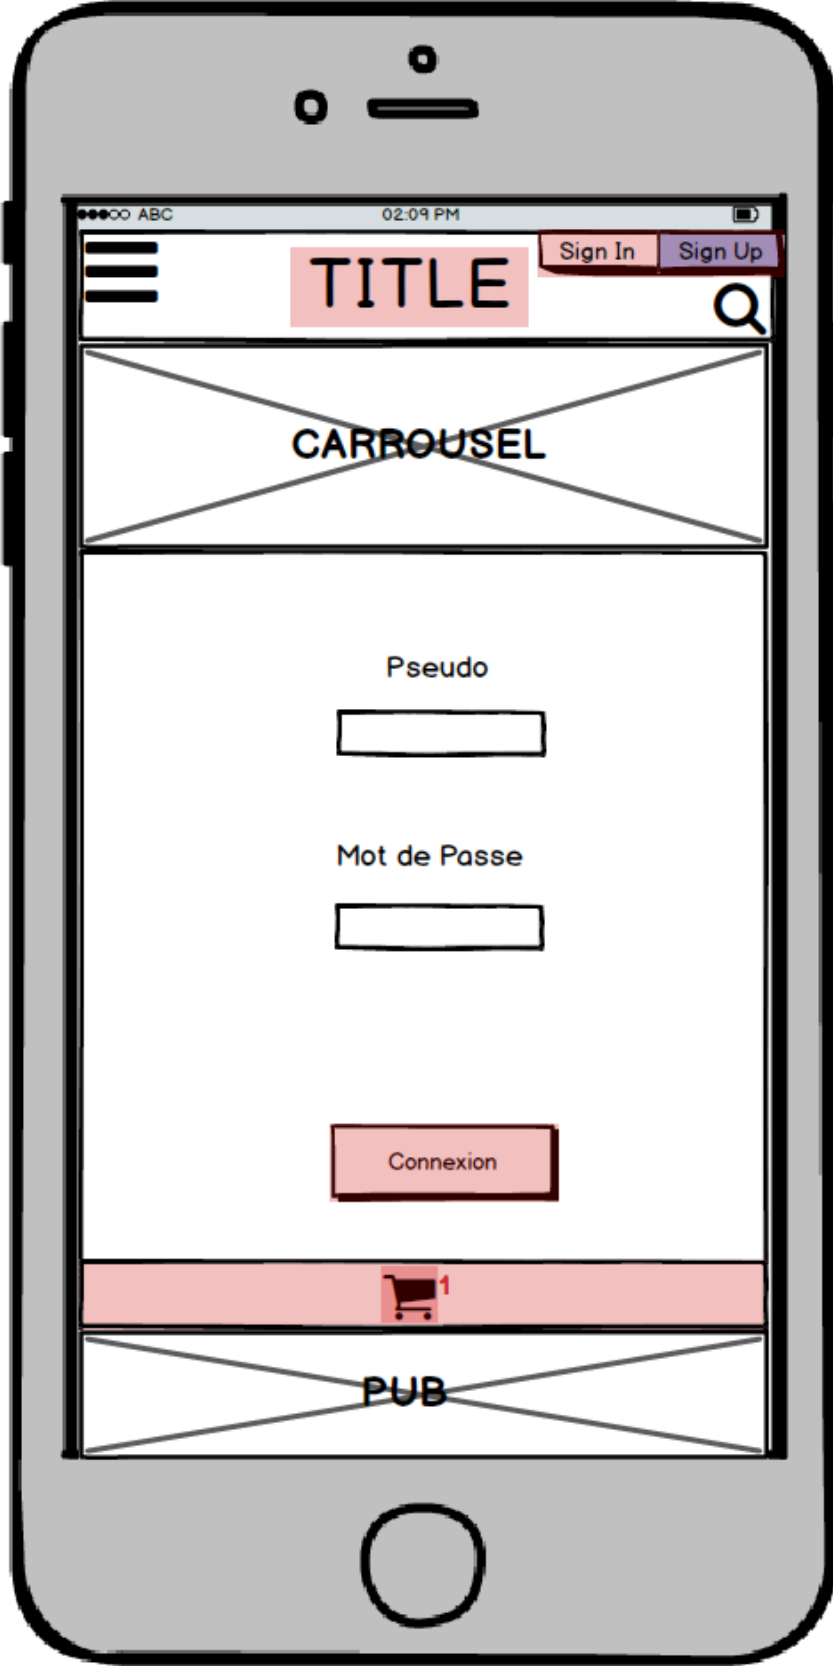 ABC 02:09 PM
Sign In Sign Up
TITLE
CARROUSEL
Pseudo
Mot de Passe
Connexion
1
PUB